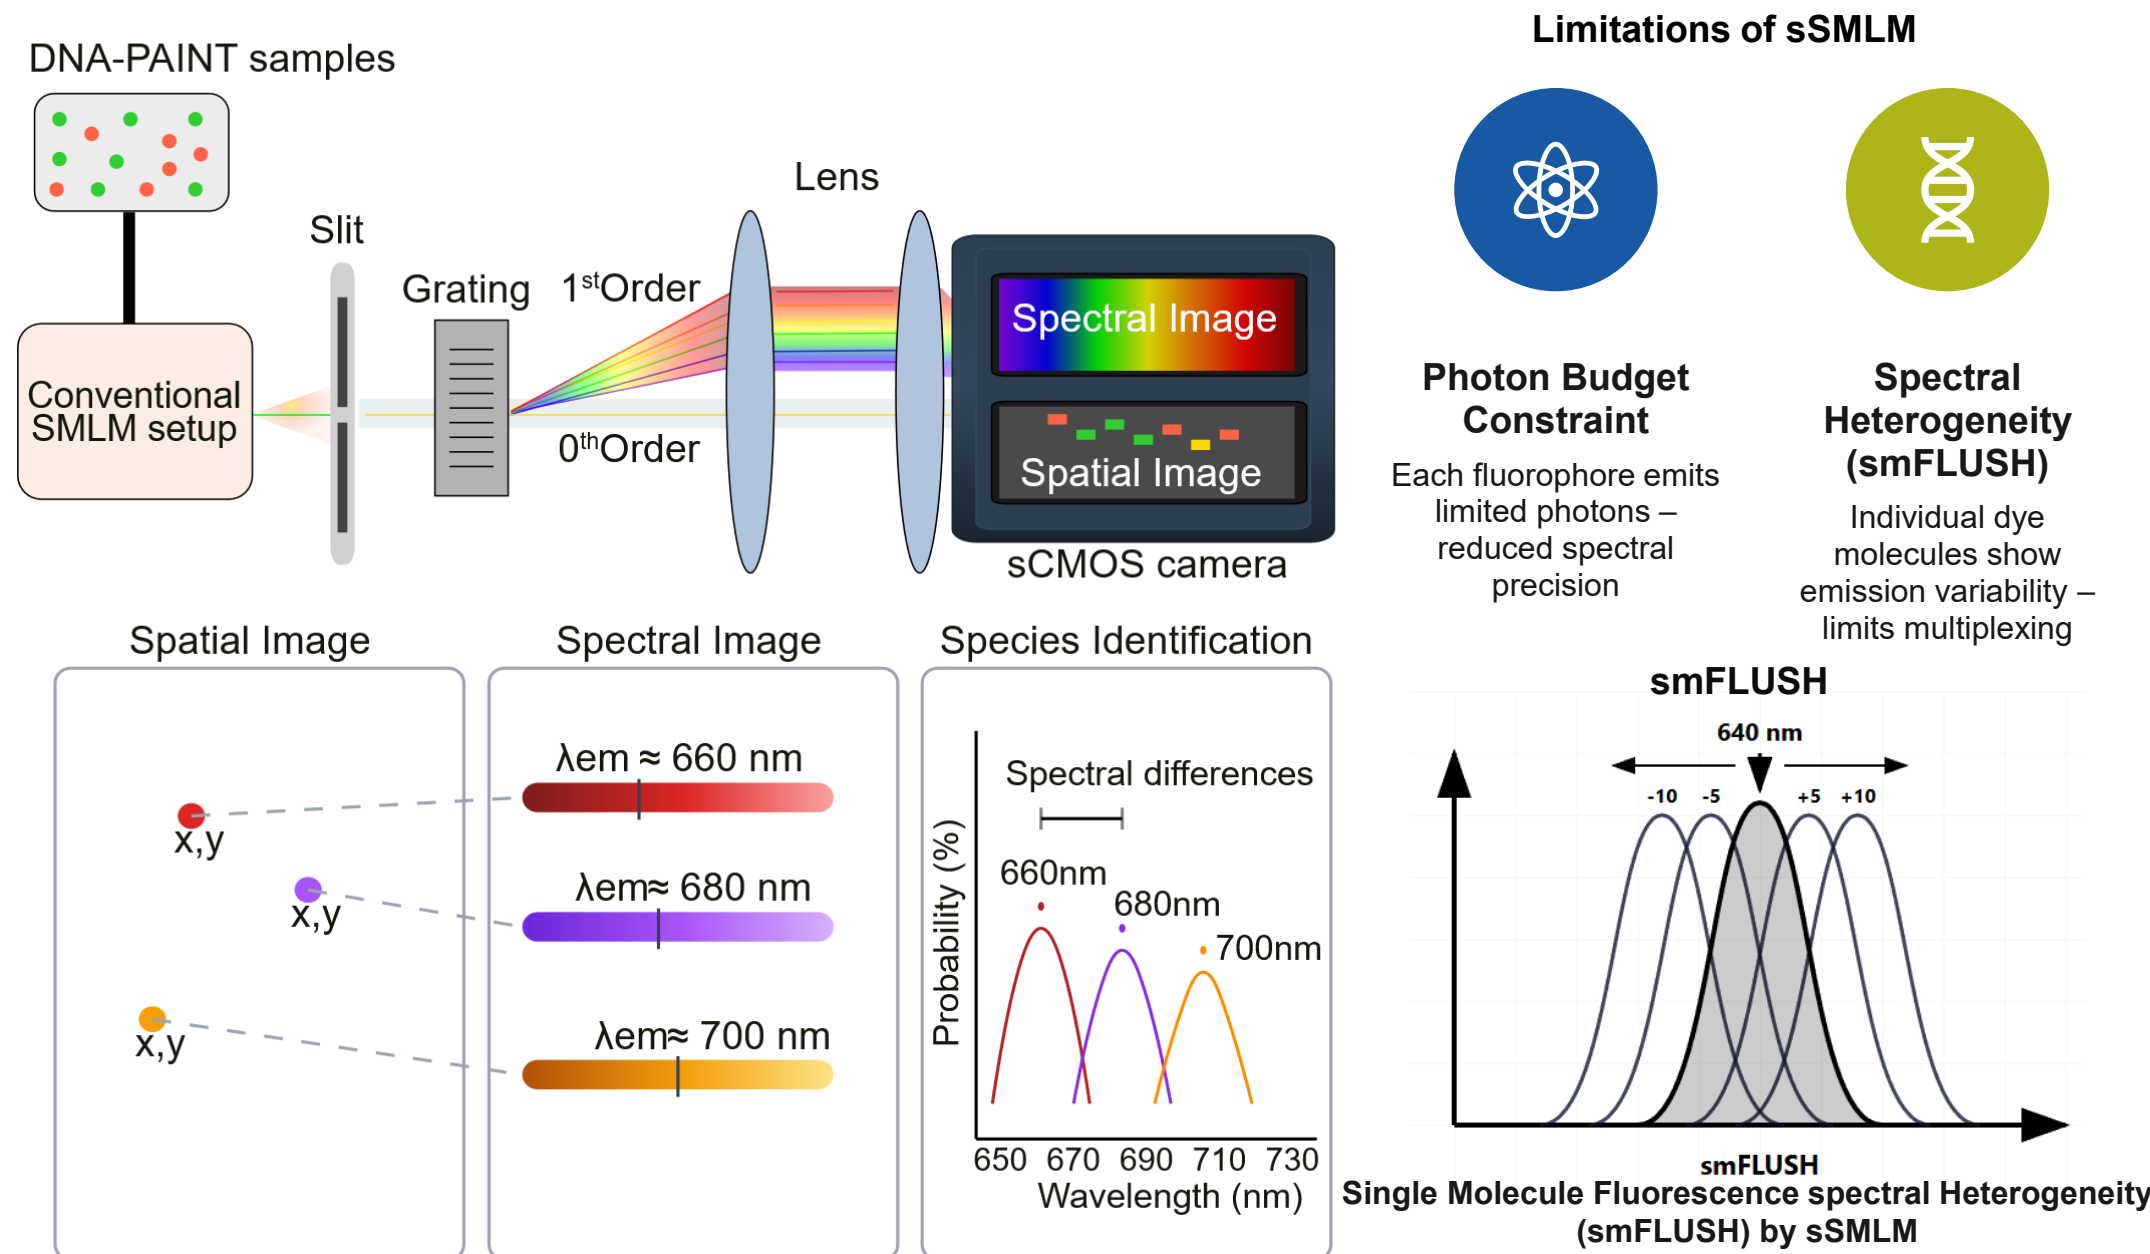 DNA-PAINT samples
Conventional
SMLM setup
Slit
Grating
1stOrder
0thOrder
Lens
Spectral Image
Spatial Image
sCMOS camera
Limitations of sSMLM
Photon Budget
Constraint
Each fluorophore emits
limited photons –
reduced spectral
precision
Spectral
Heterogeneity
(smFLUSH)
Individual dye
molecules show
emission variability –
limits multiplexing
Spatial Image
x,y
x,y
x,y
Spectral Image
λem ≈ 660 nm
λem≈ 680 nm
λem≈ 700 nm
Species Identification
Spectral differences
660nm
680nm
700nm
Probability (%)
650 670 690 710 730
Wavelength (nm)
smFLUSH
640 nm
-10 -5 +5 +10
smFLUSH
Single Molecule Fluorescence spectral Heterogeneity
(smFLUSH) by sSMLM